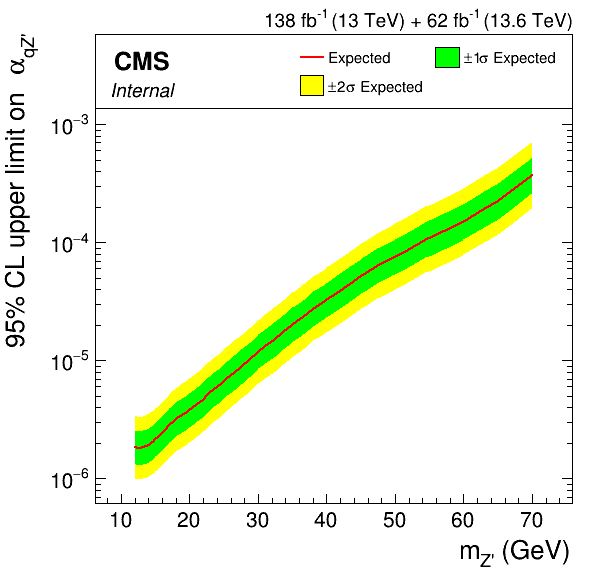 138 fb⁻¹ (13 TeV) + 62 fb⁻¹ (13.6 TeV)
CMS
Internal
Expected
±1σ Expected
±2σ Expected
95% CL upper limit on α_qZ'
10⁻³
10⁻⁴
10⁻⁵
10⁻⁶
10 20 30 40 50 60 70
m_Z' (GeV)